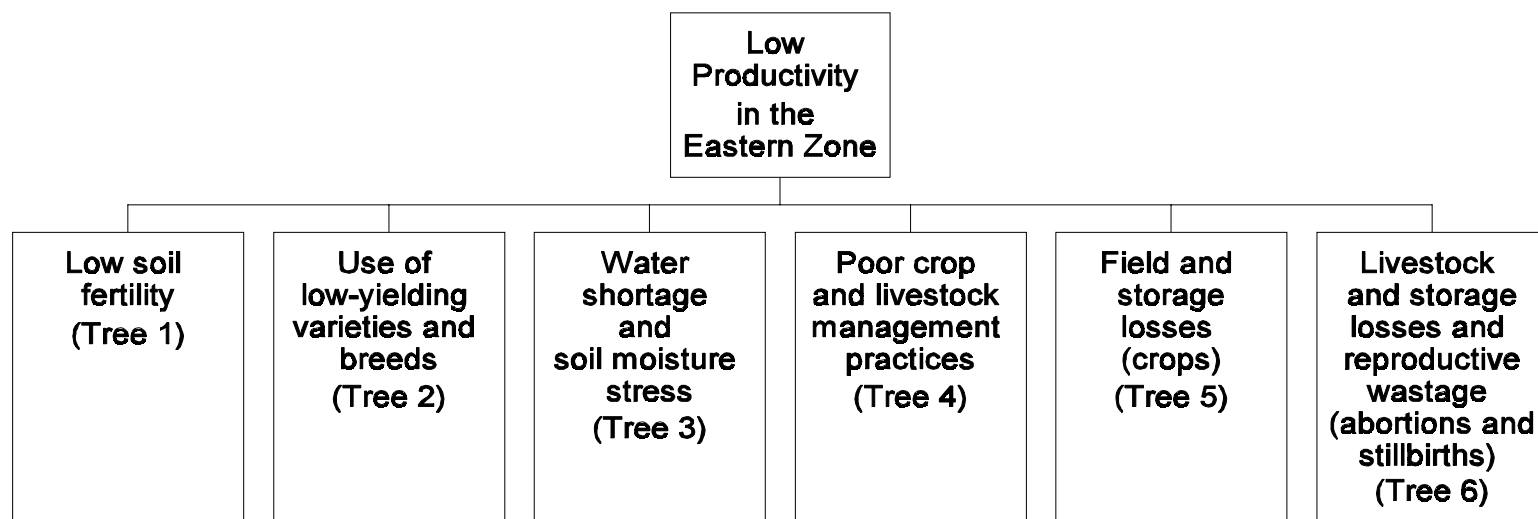 Low
Productivity
in the
Eastern Zone
Low soil
fertility
(Tree 1)
Use of
low-yielding
varieties and
breeds
(Tree 2)
Water
shortage
and
soil moisture
stress
(Tree 3)
Poor crop
and livestock
management
practices
(Tree 4)
Field and
storage
losses
(crops)
(Tree 5)
Livestock
and storage
losses and
reproductive
wastage
(abortions and
stillbirths)
(Tree 6)